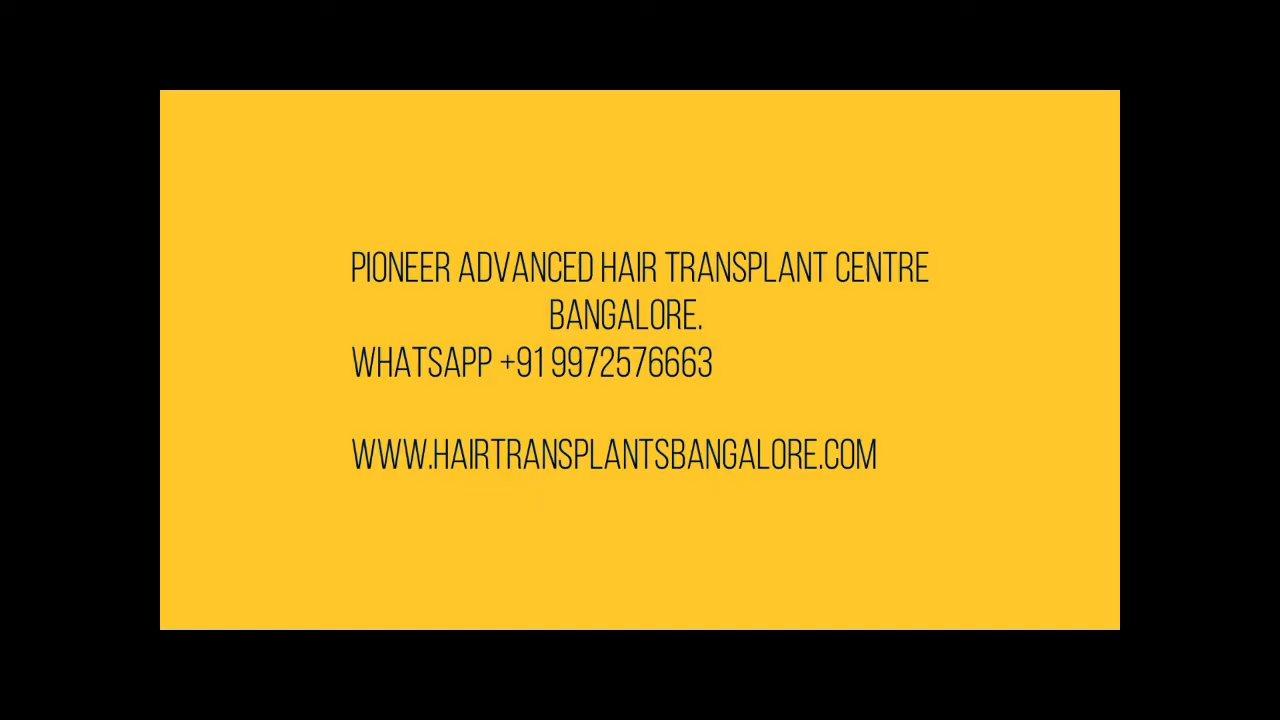 PIONEER ADVANCED HAIR TRANSPLANT CENTRE
BANGALORE.
WHATSAPP +91 9972576663
WWW.HAIRTRANSPLANTSBANGALORE.COM